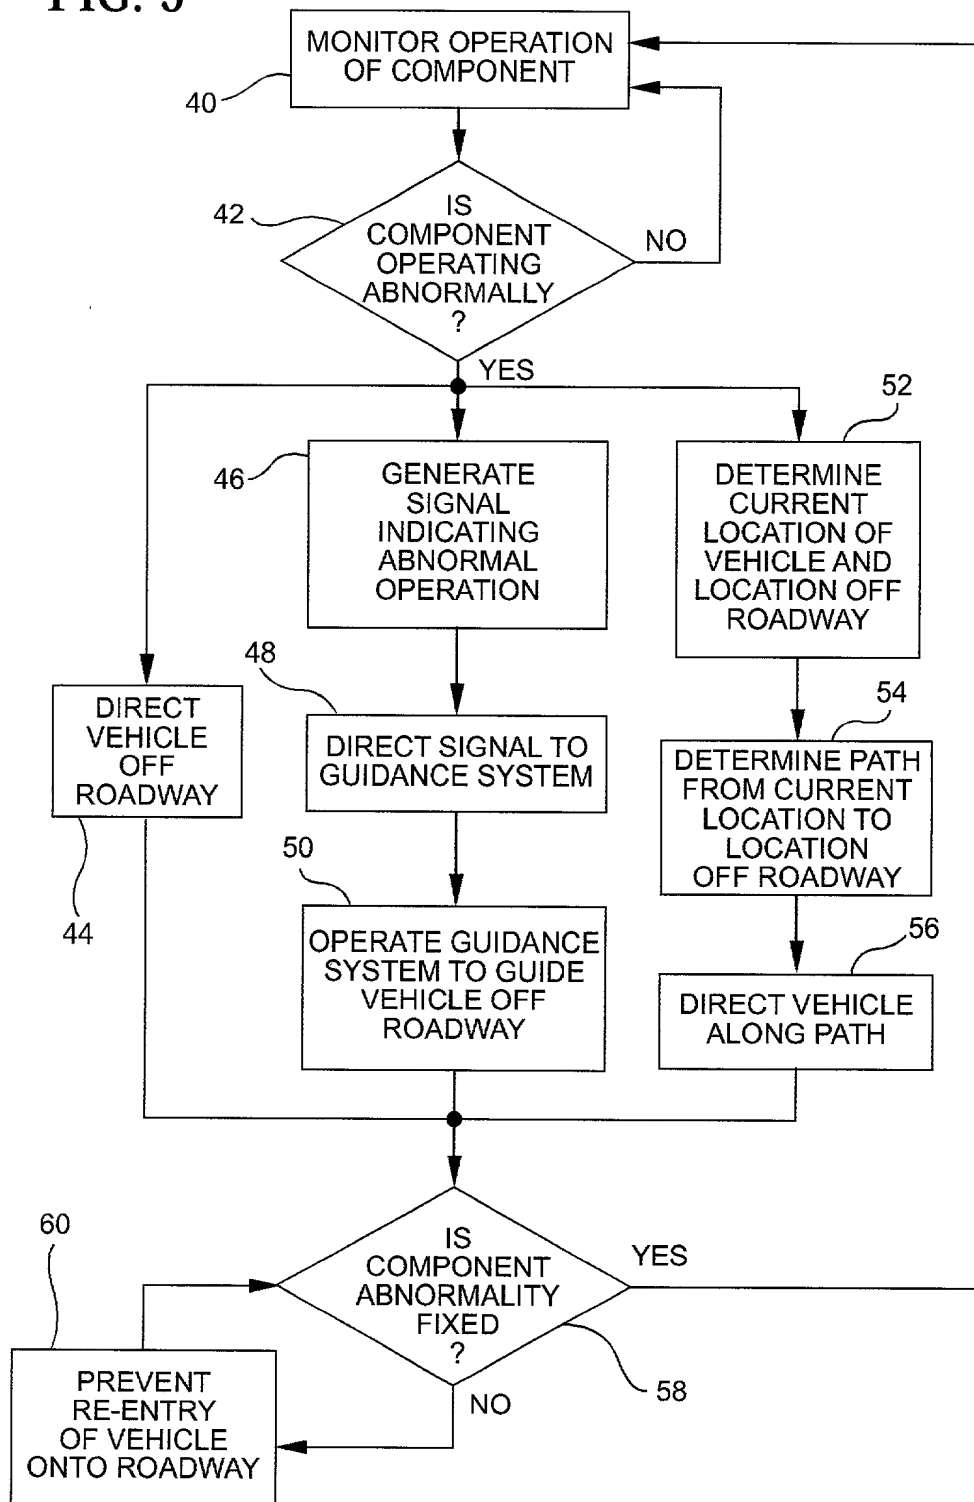 FIG. 5
MONITOR OPERATION
OF COMPONENT
40
42
IS
COMPONENT
OPERATING
ABNORMALLY
?
NO
YES
52
46
GENERATE
SIGNAL
INDICATING
ABNORMAL
OPERATION
DETERMINE
CURRENT
LOCATION OF
VEHICLE AND
LOCATION OFF
ROADWAY
48
54
DIRECT
VEHICLE
OFF
ROADWAY
DIRECT SIGNAL TO
GUIDANCE SYSTEM
DETERMINE PATH
FROM CURRENT
LOCATION TO
LOCATION
OFF ROADWAY
50
44
56
OPERATE GUIDANCE
SYSTEM TO GUIDE
VEHICLE OFF
ROADWAY
DIRECT VEHICLE
ALONG PATH
60
IS
COMPONENT
ABNORMALITY
FIXED
?
YES
58
NO
PREVENT
RE-ENTRY
OF VEHICLE
ONTO ROADWAY